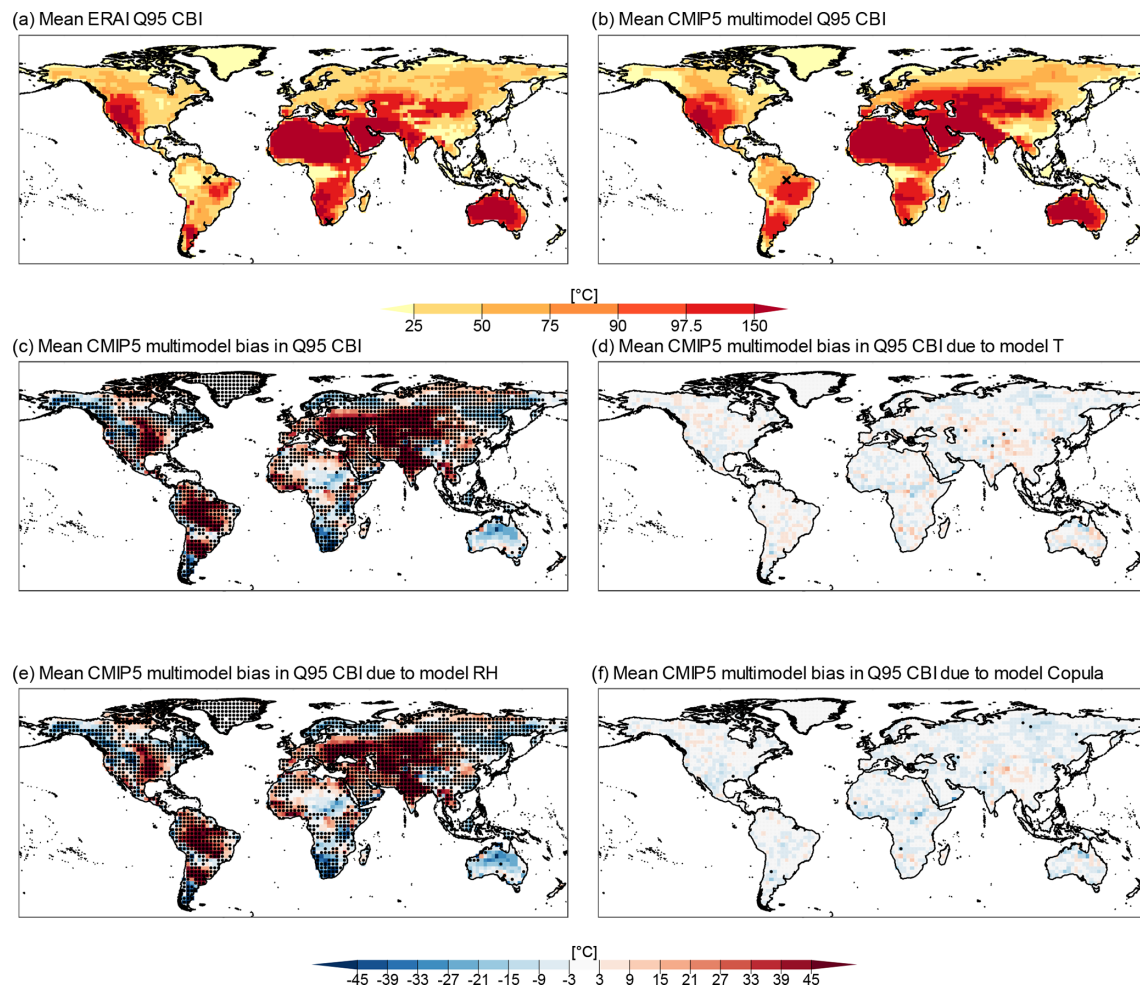 (a) Mean ERAI Q95 CBI
(b) Mean CMIP5 multimodel Q95 CBI
[°C]
25 50 75 90 97.5 150
(c) Mean CMIP5 multimodel bias in Q95 CBI
(d) Mean CMIP5 multimodel bias in Q95 CBI due to model T
(e) Mean CMIP5 multimodel bias in Q95 CBI due to model RH
(f) Mean CMIP5 multimodel bias in Q95 CBI due to model Copula
[°C]
-45 -39 -33 -27 -21 -15 -9 -3 3 9 15 21 27 33 39 45